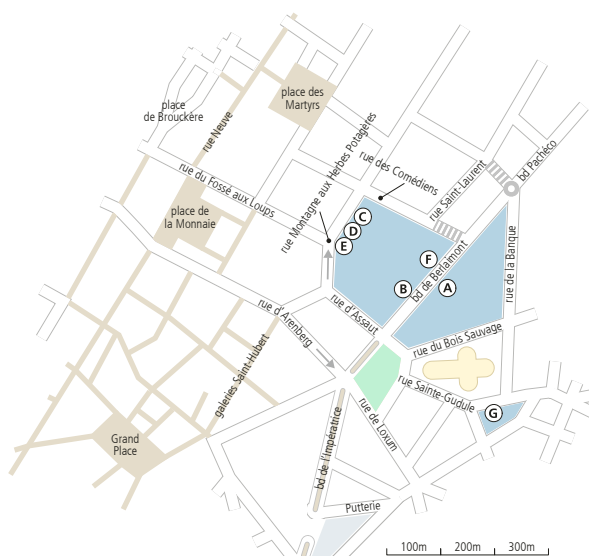 place des
Martyrs
place
de Brouckère
rue Neuve
rue Montagne aux Herbes Potagètes
rue des Comédiens
rue Saint-Laurent
bd Pachéco
rue du Fossé aux Loups
place de
la Monnaie
C
D
E
F
B
A
bd de Berlaimont
rue de la Banque
rue d'Assaut
rue d'Arenberg
rue du Bois Sauvage
galeries Saint-Hubert
rue Sainte-Gudule
G
rue de Loxum
bd de l'Impératrice
Grand
Place
Putterie
100m 200m 300m